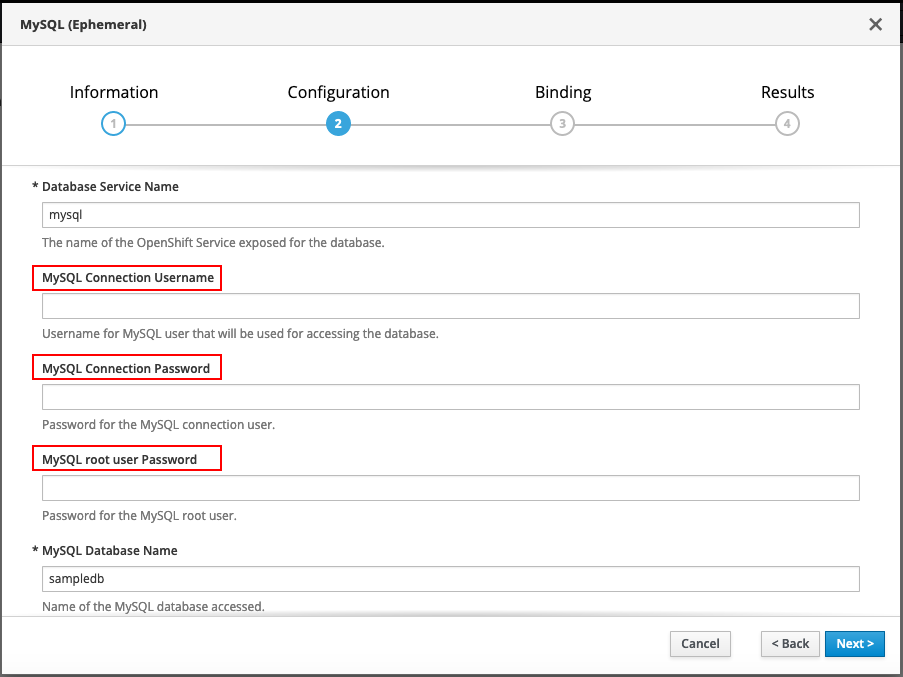 MySQL (Ephemeral)
Information Configuration Binding Results
1 2 3 4
* Database Service Name
mysql
The name of the OpenShift Service exposed for the database.
MySQL Connection Username
Username for MySQL user that will be used for accessing the database.
MySQL Connection Password
Password for the MySQL connection user.
MySQL root user Password
Password for the MySQL root user.
* MySQL Database Name
sampledb
Name of the MySQL database accessed.
Cancel < Back Next >